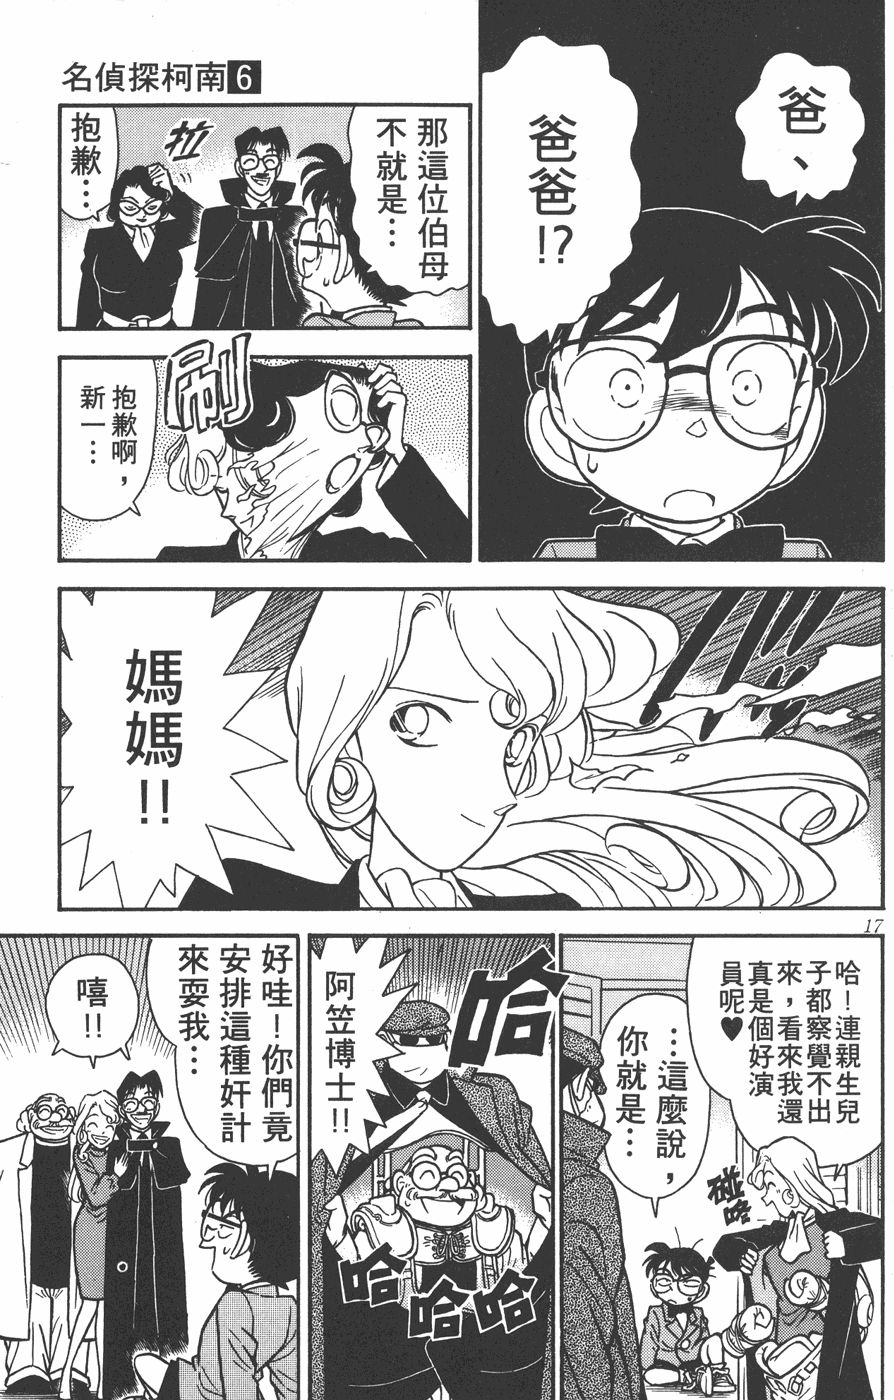 名偵探柯南6
爸、
爸爸!?
那這位伯母
不就是…
拉
抱歉…
刷
抱歉啊，
新一…
媽媽!!
17
哈！連親生兒
子都察覺不出
來，看來我還
真是個好演
員呢♥
碰
喀
…這麼說，
你就是…
哈
阿笠博士!!
哈
哈
哈
好哇！你們竟
安排這種奸計
來耍我…
嘻!!